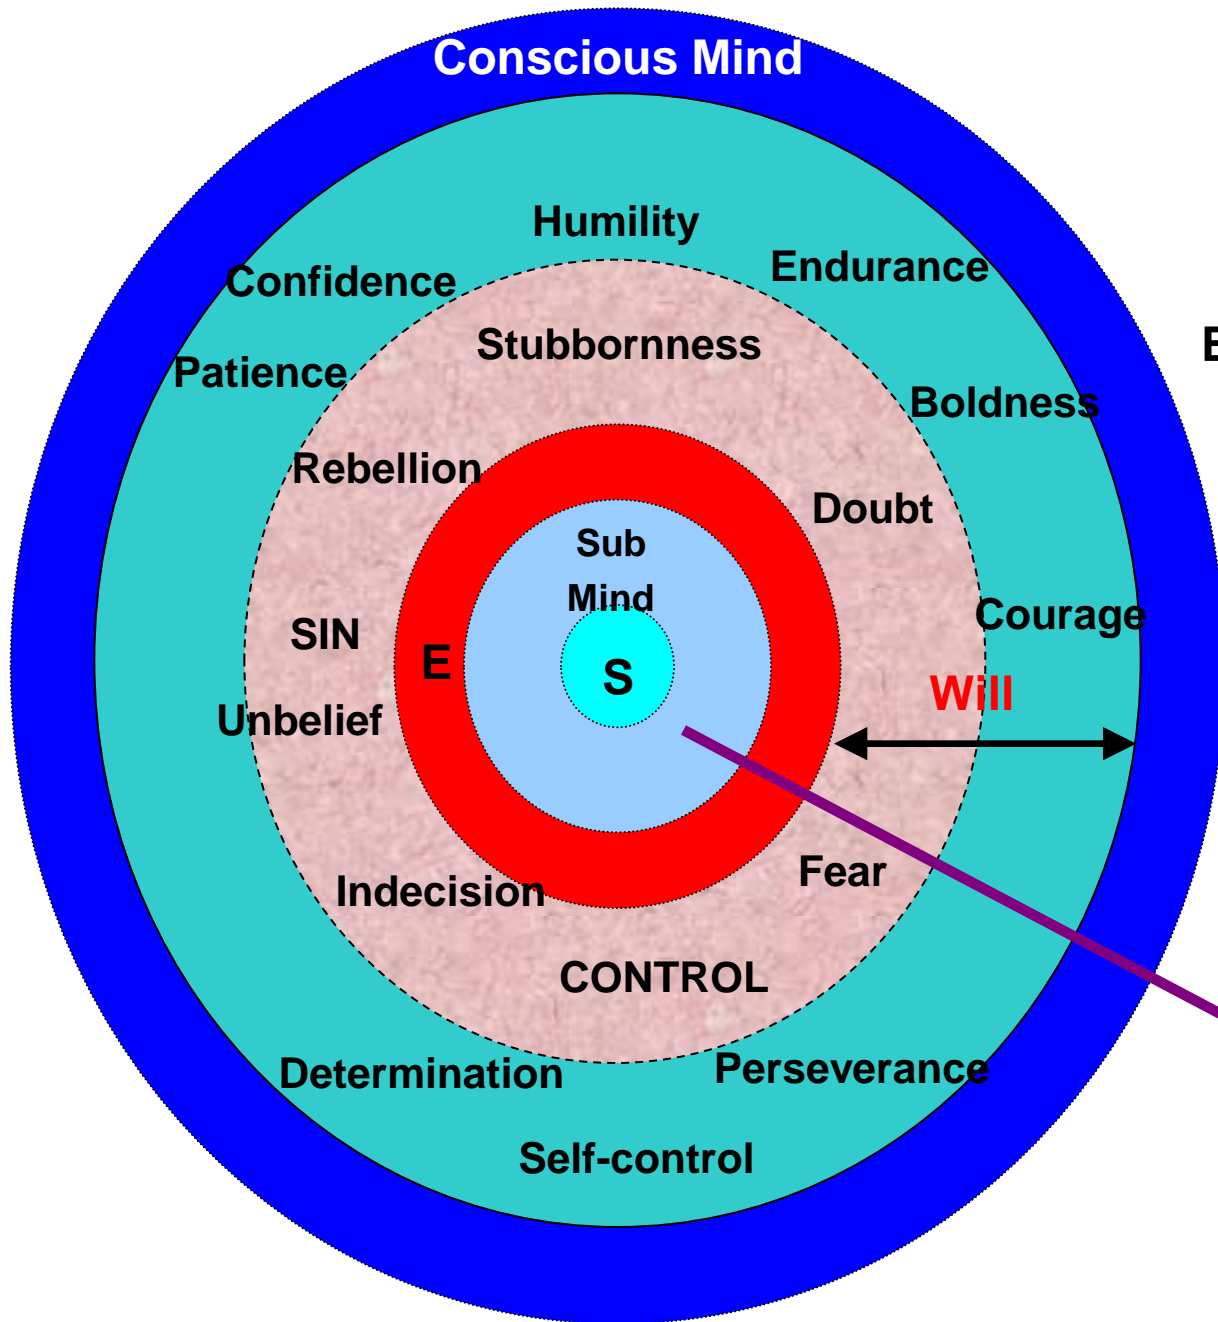 Conscious Mind
Humility
Endurance
Confidence
E
Stubbornness
Patience
Boldness
Rebellion
Doubt
Sub
Mind
Courage
SIN
E
S
Will
Unbelief
Fear
Indecision
CONTROL
Perseverance
Determination
Self-control